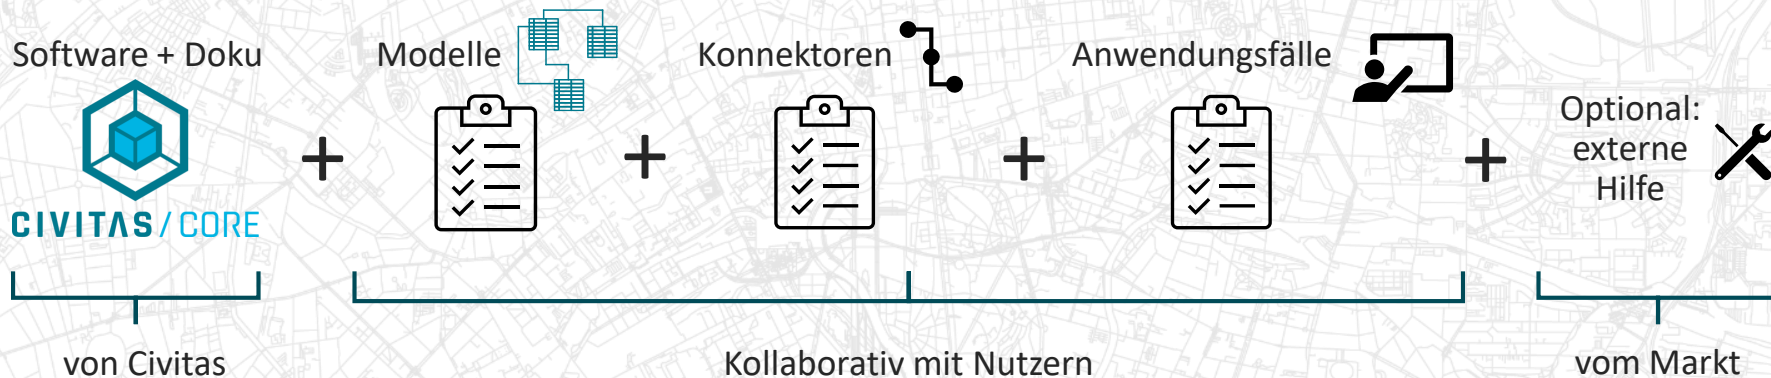 Software + Doku
Modelle
Konnektoren
Anwendungsfälle
CIVITAS/CORE
+
+
+
+
Optional:
externe
Hilfe
von Civitas
Kollaborativ mit Nutzern
vom Markt